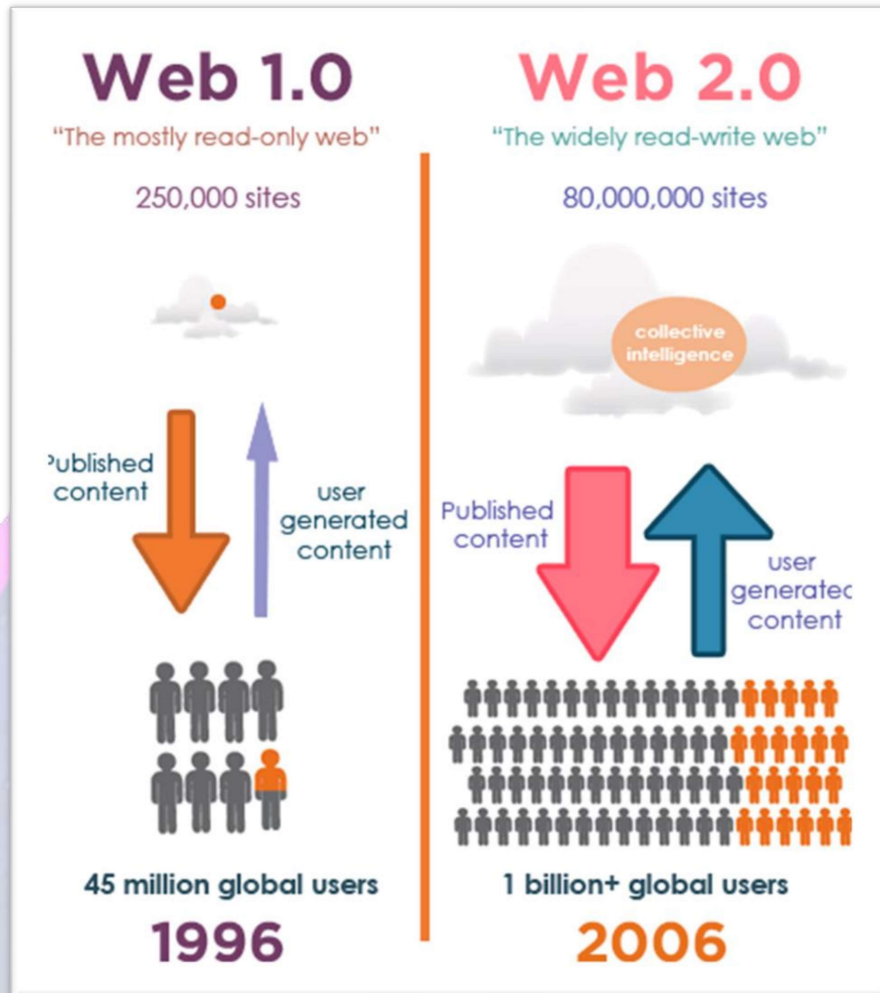 Web 1.0
“The mostly read-only web”
250,000 sites
Published
content
user
generated
content
45 million global users
1996
Web 2.0
“The widely read-write web”
80,000,000 sites
collective
intelligence
Published
content
user
generated
content
1 billion+ global users
2006